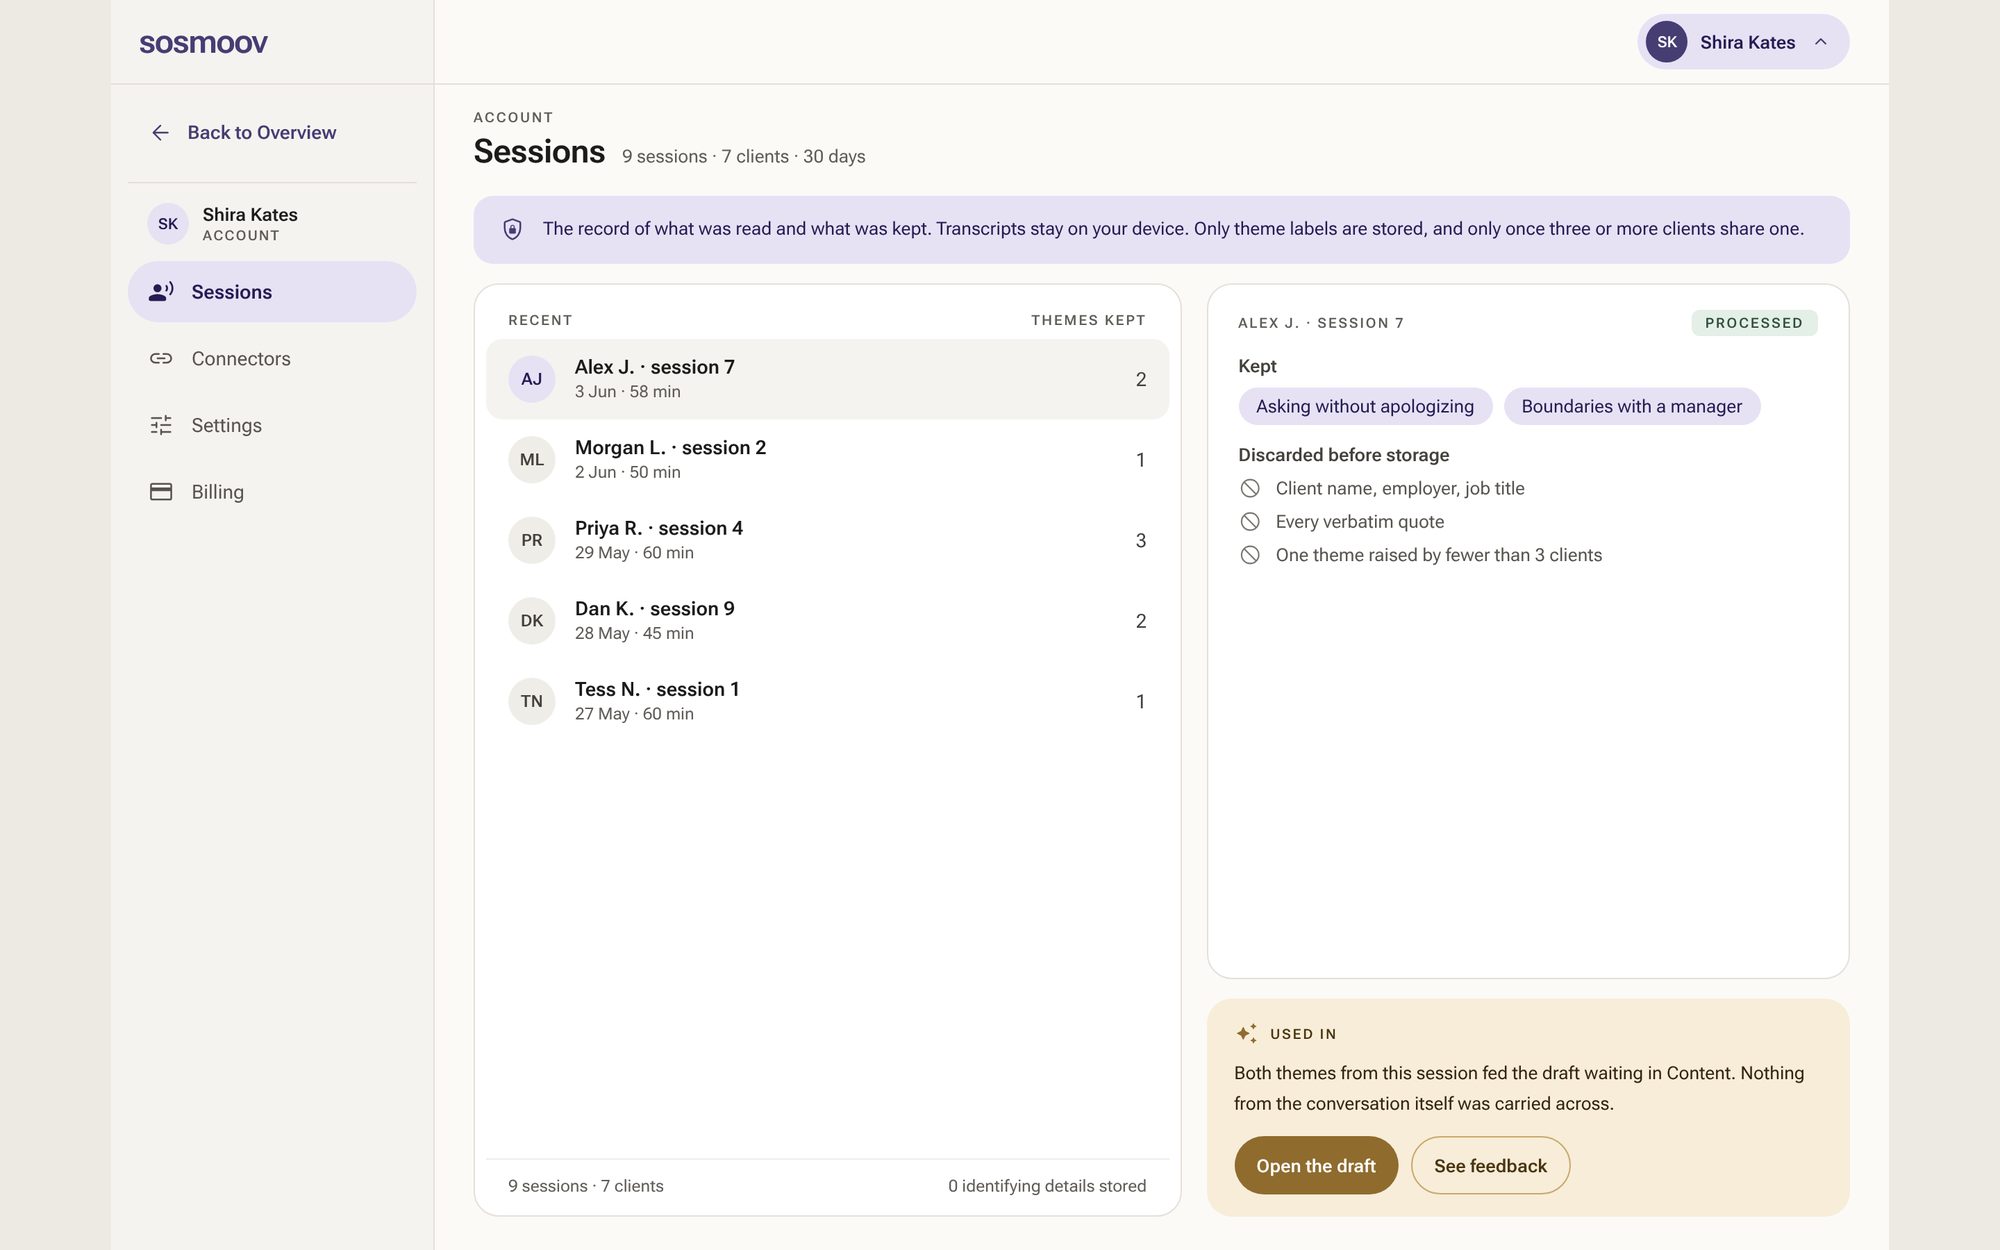 sosmoov
SK Shira Kates
Back to Overview
SK Shira Kates
ACCOUNT
Sessions
Connectors
Settings
Billing
ACCOUNT
Sessions 9 sessions · 7 clients · 30 days
The record of what was read and what was kept. Transcripts stay on your device. Only theme labels are stored, and only once three or more clients share one.
RECENT THEMES KEPT
AJ Alex J. · session 7
3 Jun · 58 min
2
ML Morgan L. · session 2
2 Jun · 50 min
1
PR Priya R. · session 4
29 May · 60 min
3
DK Dan K. · session 9
28 May · 45 min
2
TN Tess N. · session 1
27 May · 60 min
1
9 sessions · 7 clients 0 identifying details stored
ALEX J. · SESSION 7 PROCESSED
Kept
Asking without apologizing Boundaries with a manager
Discarded before storage
Client name, employer, job title
Every verbatim quote
One theme raised by fewer than 3 clients
USED IN
Both themes from this session fed the draft waiting in Content. Nothing
from the conversation itself was carried across.
Open the draft See feedback